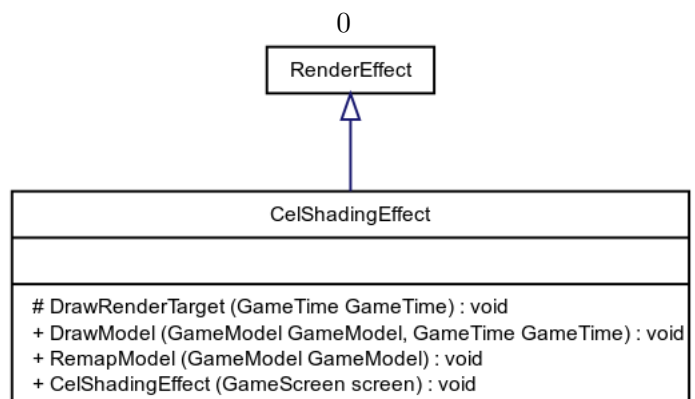 0
RenderEffect
CelShadingEffect
# DrawRenderTarget (GameTime GameTime) : void
+ DrawModel (GameModel GameModel, GameTime GameTime) : void
+ RemapModel (GameModel GameModel) : void
+ CelShadingEffect (GameScreen screen) : void